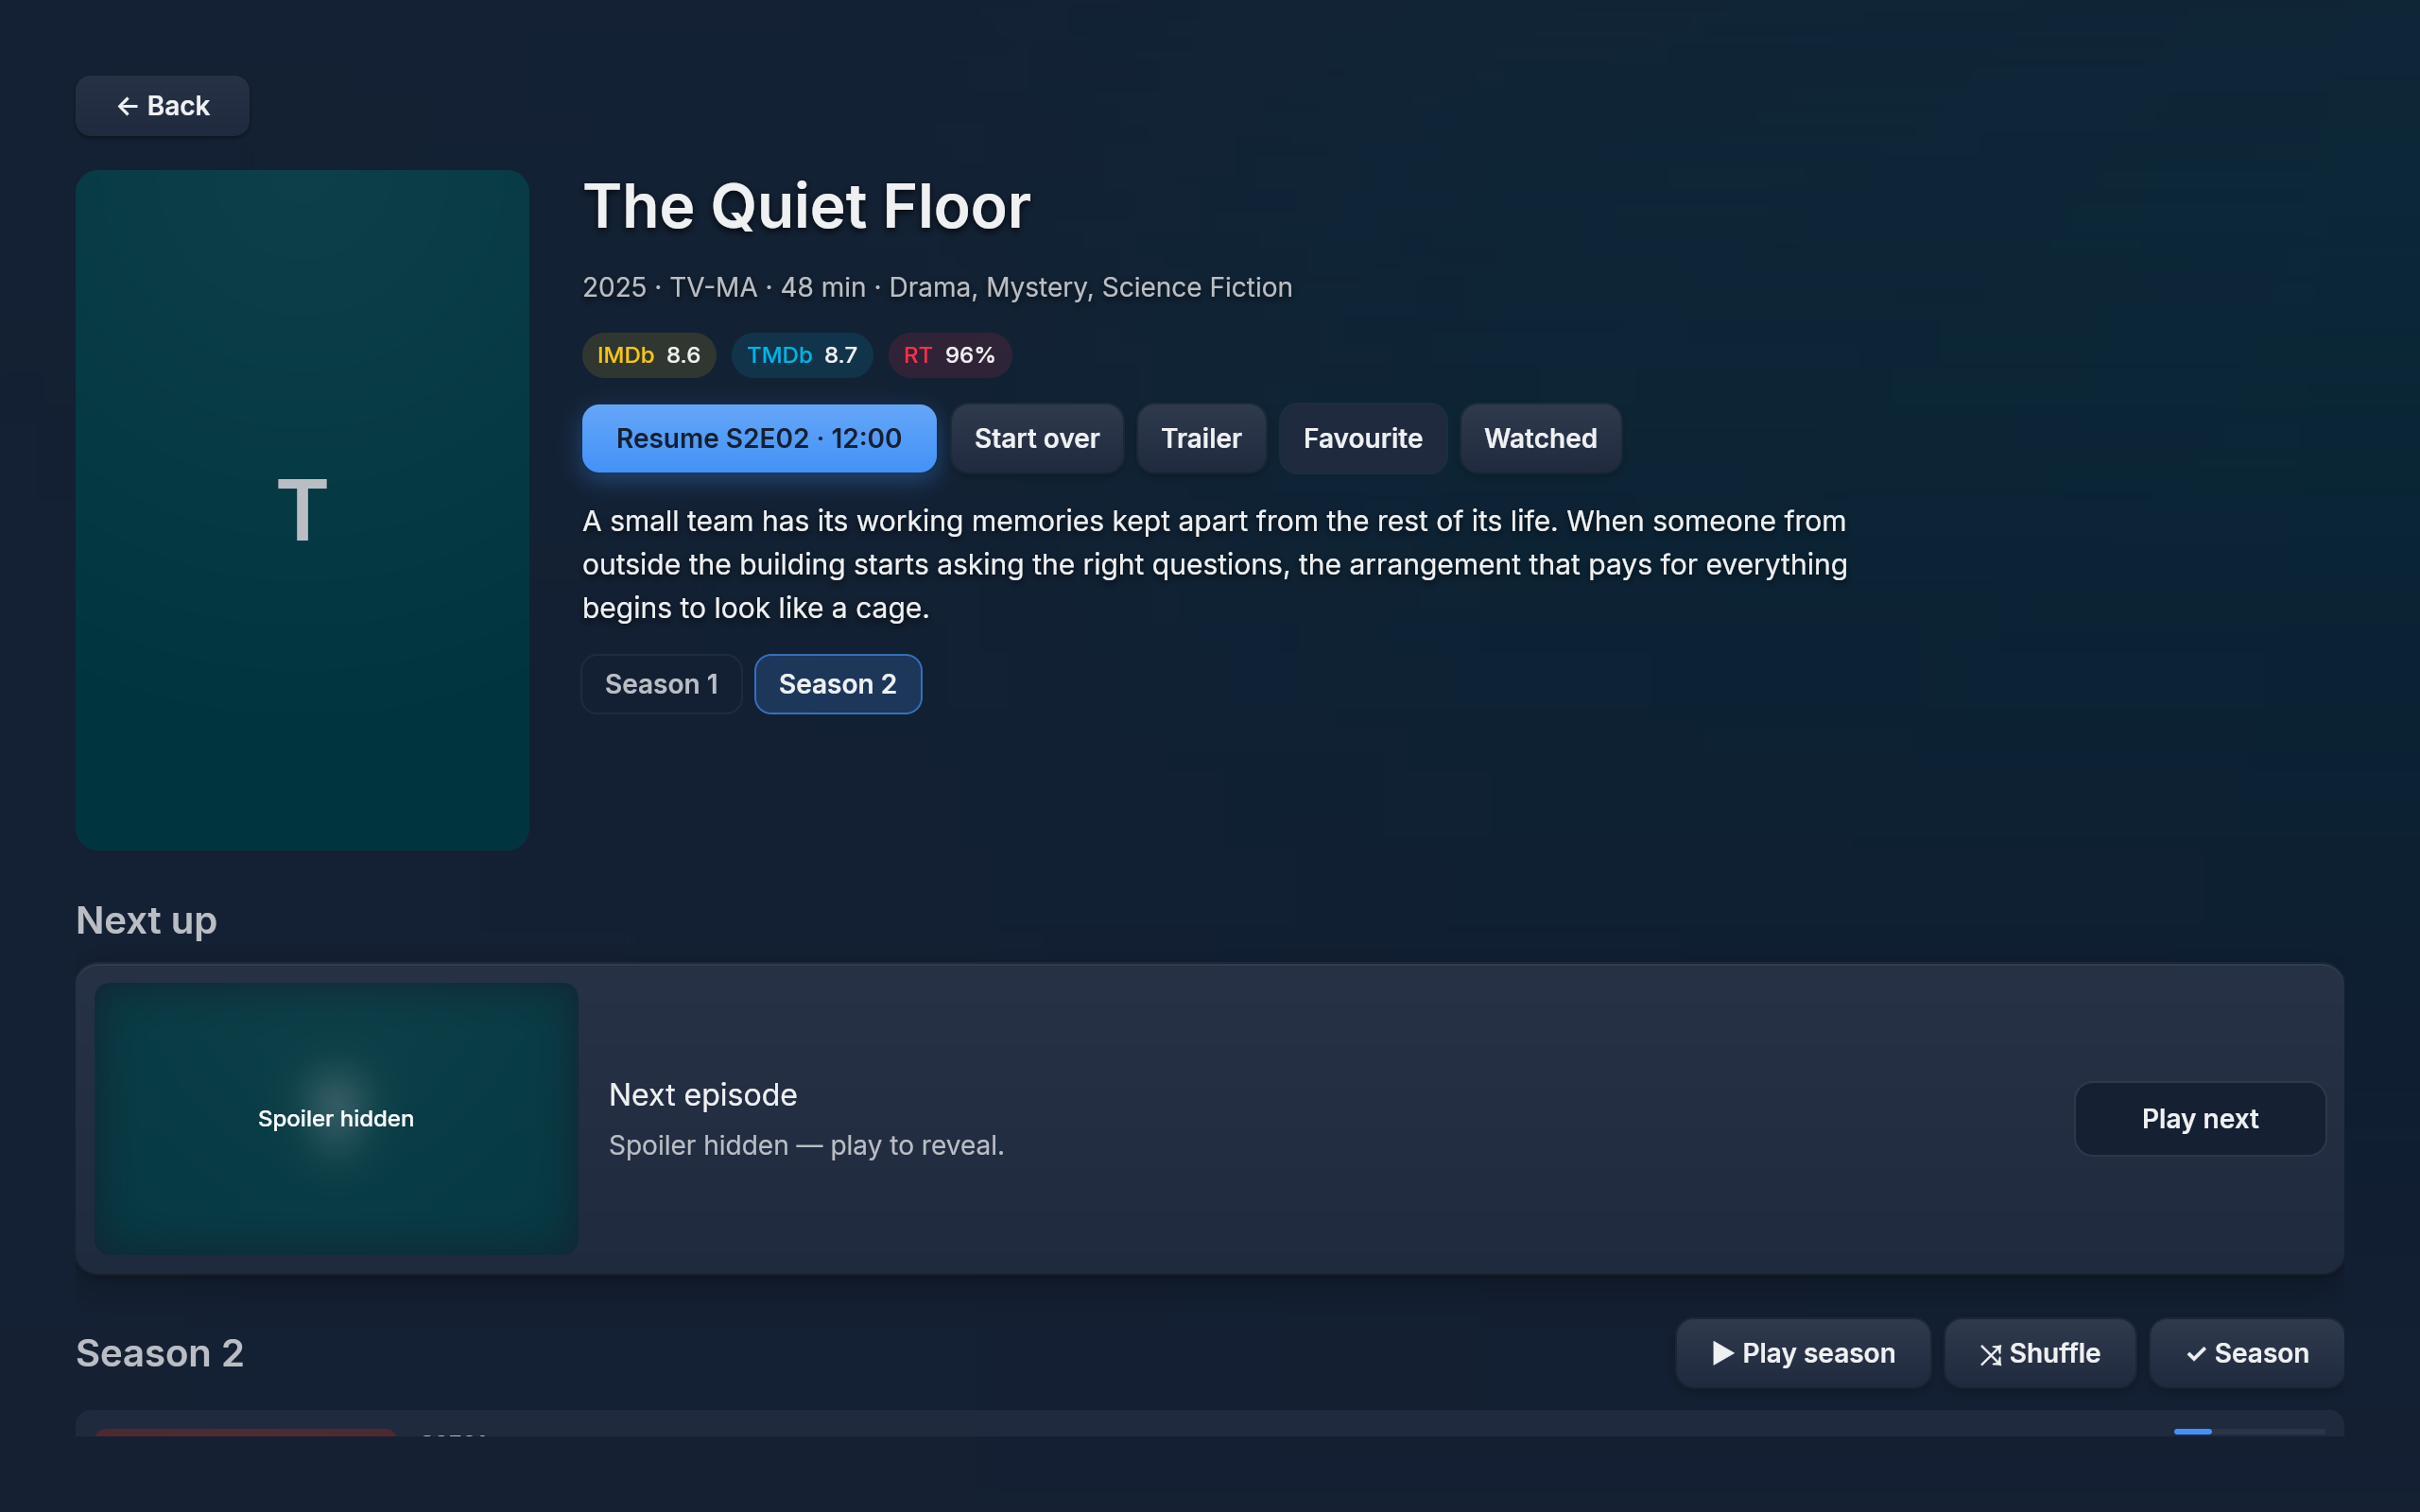 ← Back
The Quiet Floor
2025 · TV-MA · 48 min · Drama, Mystery, Science Fiction
IMDb 8.6 TMDb 8.7 RT 96%
Resume S2E02 · 12:00 Start over Trailer Favourite Watched
T
A small team has its working memories kept apart from the rest of its life. When someone from
outside the building starts asking the right questions, the arrangement that pays for everything
begins to look like a cage.
Season 1 Season 2
Next up
Next episode
Spoiler hidden
Play next
Spoiler hidden — play to reveal.
Season 2 ▶ Play season Shuffle ✓ Season